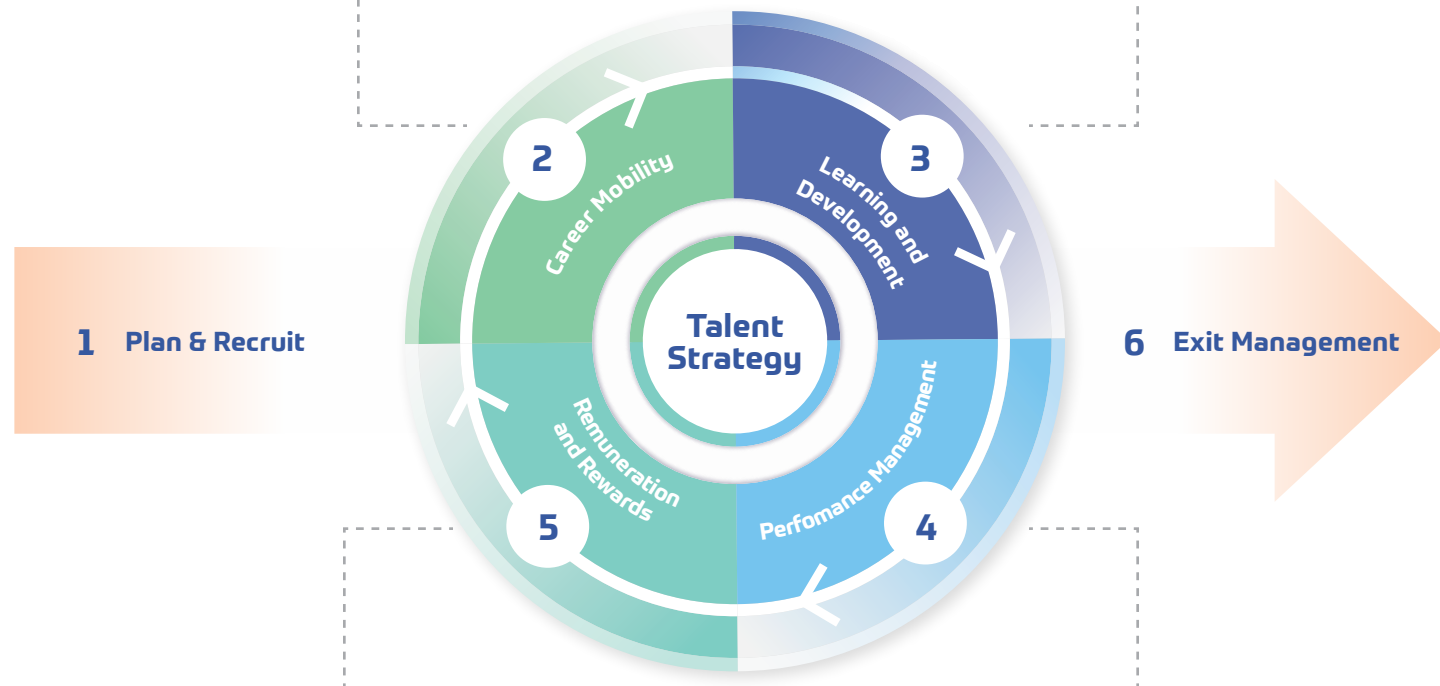 1 Plan & Recruit
2
Career Mobility
3
Learning and
Development
Talent
Strategy
4
Perfomance Management
5
Remuneration
and Rewards
6 Exit Management